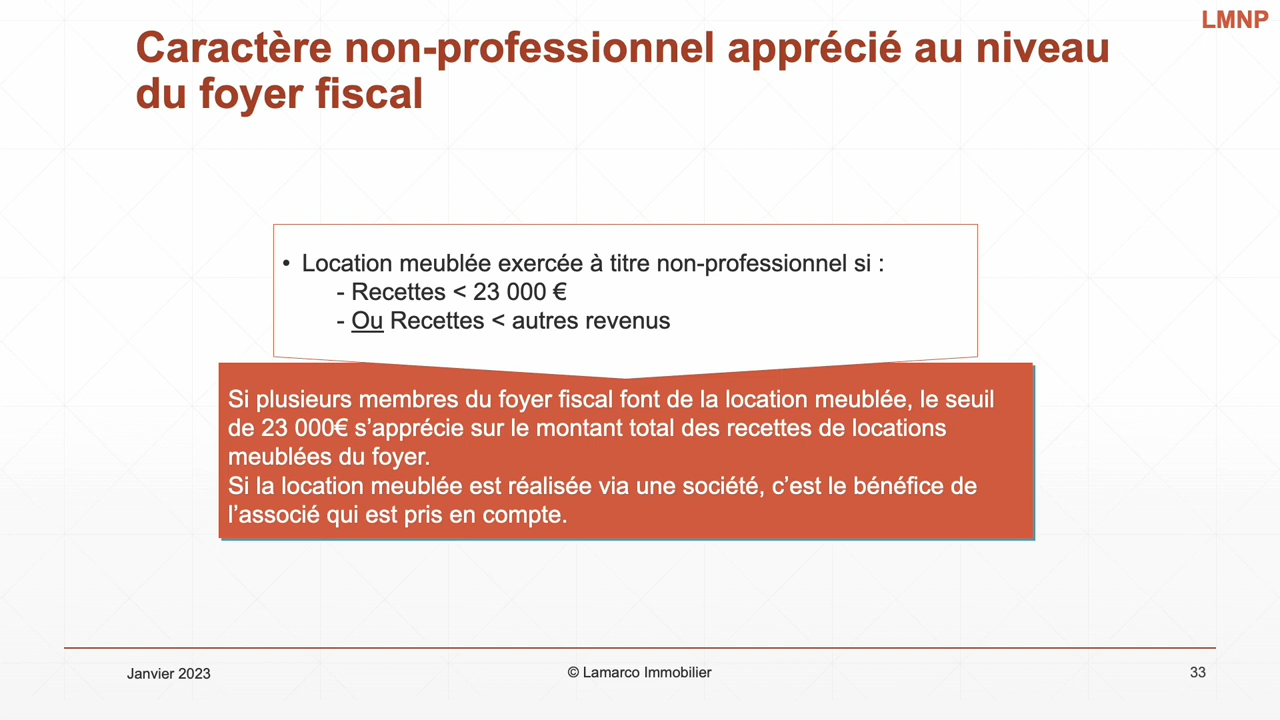 LMNP
Caractère non-professionnel apprécié au niveau
du foyer fiscal
• Location meublée exercée à titre non-professionnel si :
- Recettes < 23 000 €
- Ou Recettes < autres revenus
Si plusieurs membres du foyer fiscal font de la location meublée, le seuil
de 23 000€ s’apprécie sur le montant total des recettes de locations
meublées du foyer.
Si la location meublée est réalisée via une société, c’est le bénéfice de
l’associé qui est pris en compte.
Janvier 2023
© Lamarco Immobilier
33